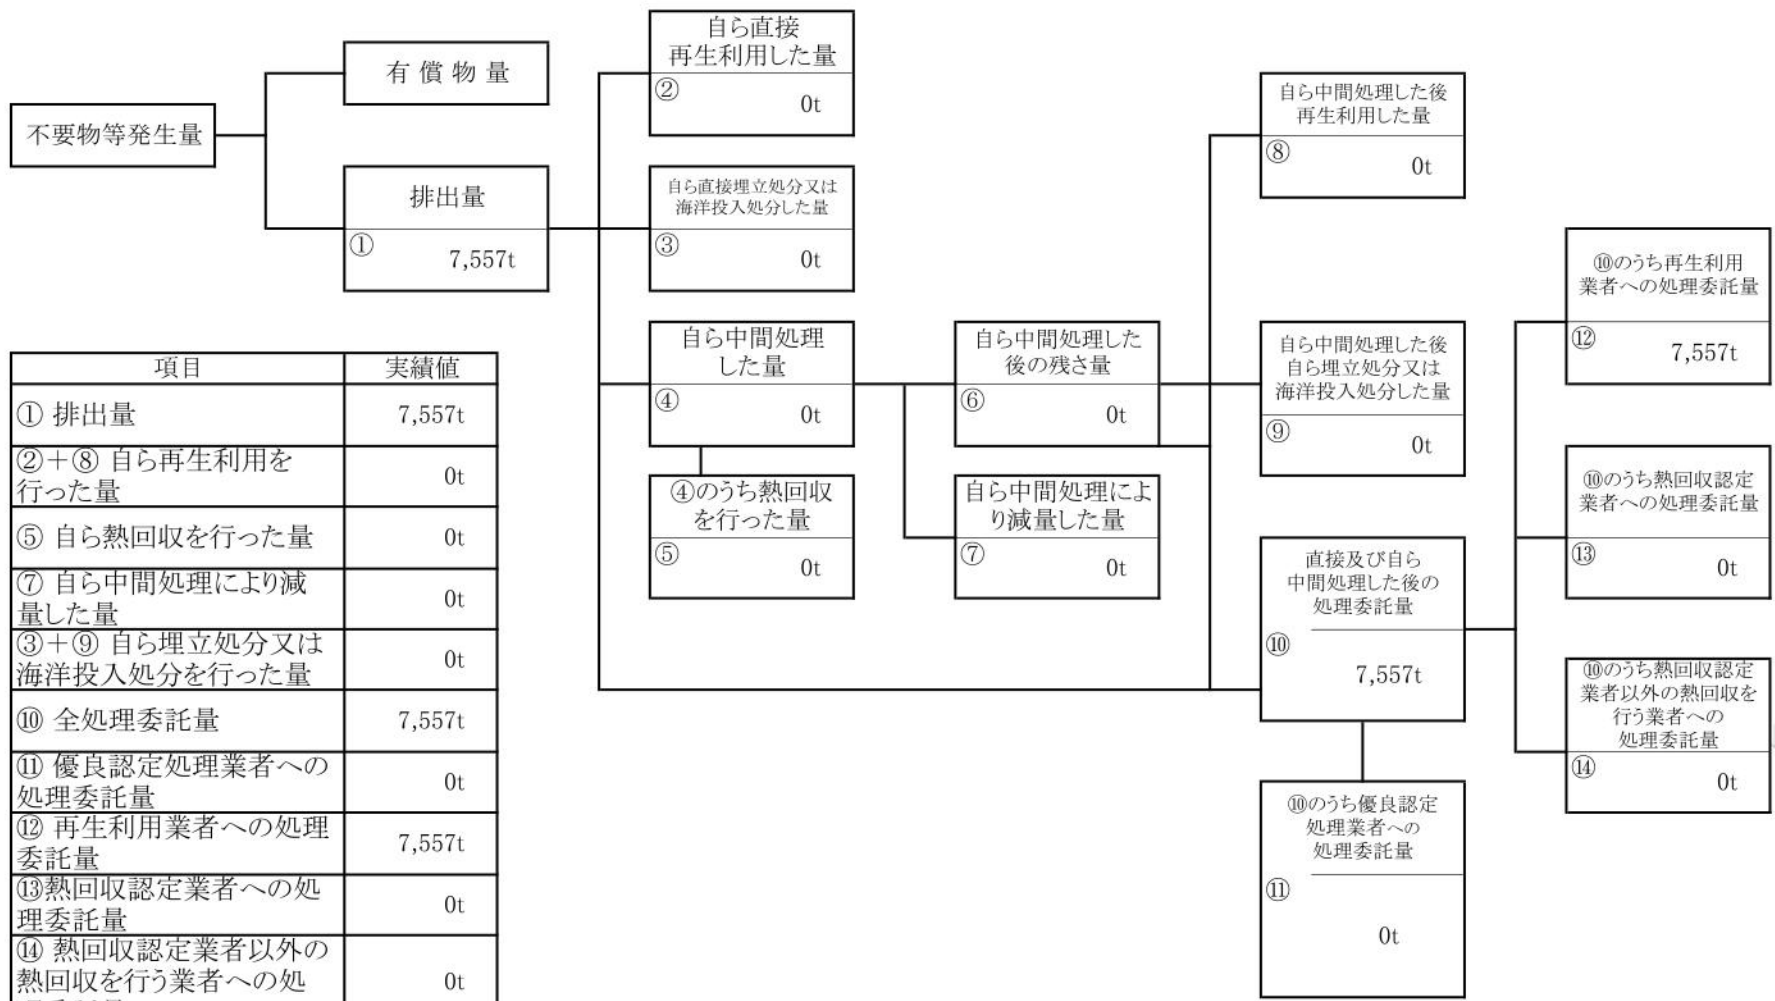 不要物等発生量
有償物量
排出量
①
7,557t
自ら直接
再生利用した量
②
0t
自ら直接埋立処分又は
海洋投入処分した量
③
0t
自ら中間処理
した量
④
0t
④のうち熱回収
を行った量
⑤
0t
自ら中間処理した
後の残さ量
⑥
0t
自ら中間処理によ
り減量した量
⑦
0t
自ら中間処理した後
再生利用した量
⑧
0t
自ら中間処理した後
自ら埋立処分又は
海洋投入処分した量
⑨
0t
直接及び自ら
中間処理した後の
処理委託量
⑩
7,557t
⑩のうち優良認定
処理業者への
処理委託量
⑪
0t
⑩のうち再生利用
業者への処理委託量
⑫
7,557t
⑩のうち熱回収認定
業者への処理委託量
⑬
0t
⑩のうち熱回収認定
業者以外の熱回収を
行う業者への
処理委託量
⑭
0t
項目 実績値
① 排出量 7,557t
②+⑧ 自ら再生利用を
行った量 0t
⑤ 自ら熱回収を行った量 0t
⑦ 自ら中間処理により減
量した量 0t
③+⑨ 自ら埋立処分又は
海洋投入処分を行った量 0t
⑩ 全処理委託量 7,557t
⑪ 優良認定処理業者への
処理委託量 0t
⑫ 再生利用業者への処理
委託量 7,557t
⑬熱回収認定業者への処
理委託量 0t
⑭ 熱回収認定業者以外の
熱回収を行う業者への処 0t